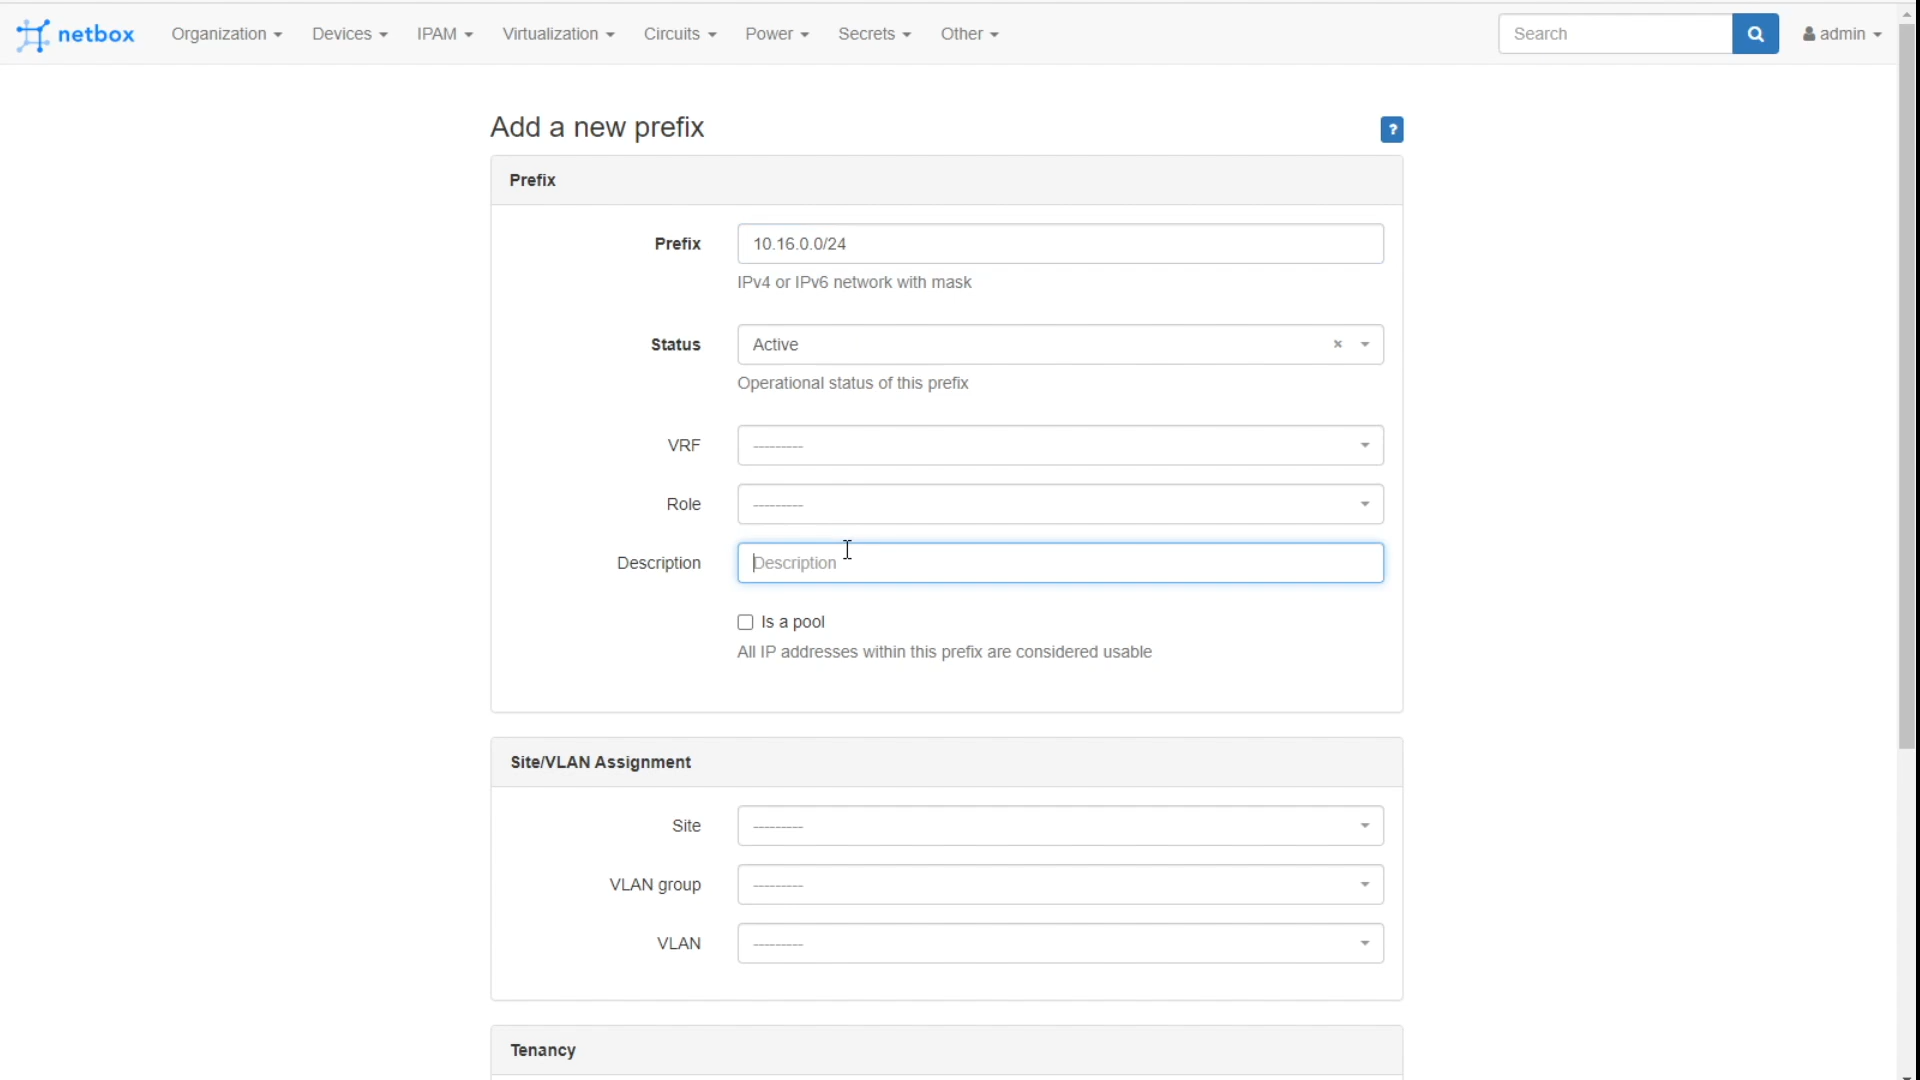 netbox Organization Devices IPAM Virtualization Circuits Power Secrets Other Search admin
Add a new prefix ?
Prefix
Prefix 10.16.0.0/24
IPv4 or IPv6 network with mask
Status Active ×
Operational status of this prefix
VRF ---------
Role ---------
Description Description
Is a pool
All IP addresses within this prefix are considered usable
Site/VLAN Assignment
Site ---------
VLAN group ---------
VLAN ---------
Tenancy